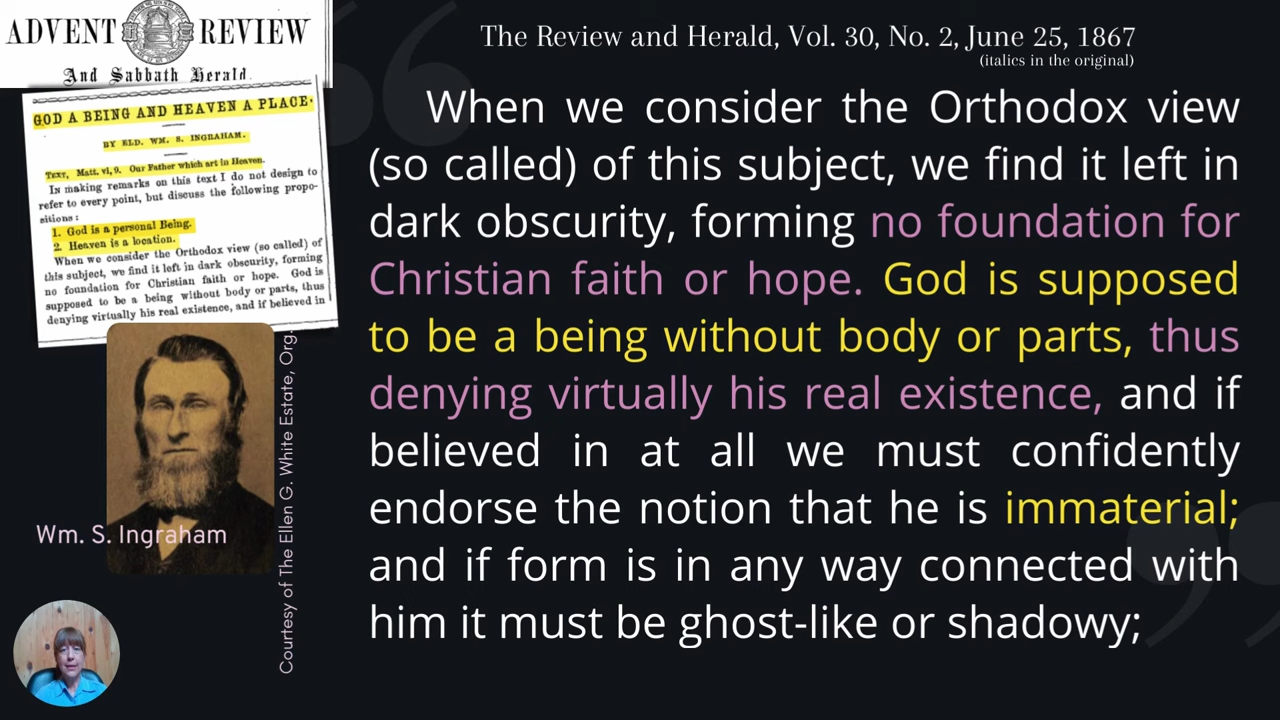 ADVENT REVIEW
And Sabbath Herald.
GOD A BEING AND HEAVEN A PLACE.
BY ELD. WM. S. INGRAHAM.
TEXT, Matt. vi, 9. Our Father which art in Heaven.
IN making remarks on this text I do not design to
refer to every point, but discuss the following propo-
sitions :
1. God is a personal Being.
2. Heaven is a location.
When we consider the Orthodox view (so called) of
this subject, we find it left in dark obscurity, forming
no foundation for Christian faith or hope. God is
supposed to be a being without body or parts, thus
denying virtually his real existence, and if believed in
Wm. S. Ingraham
Courtesy of The Ellen G. White Estate, Org.
The Review and Herald, Vol. 30, No. 2, June 25, 1867
(italics in the original)
When we consider the Orthodox view
(so called) of this subject, we find it left in
dark obscurity, forming no foundation for
Christian faith or hope. God is supposed
to be a being without body or parts, thus
denying virtually his real existence, and if
believed in at all we must confidently
endorse the notion that he is immaterial;
and if form is in any way connected with
him it must be ghost-like or shadowy;